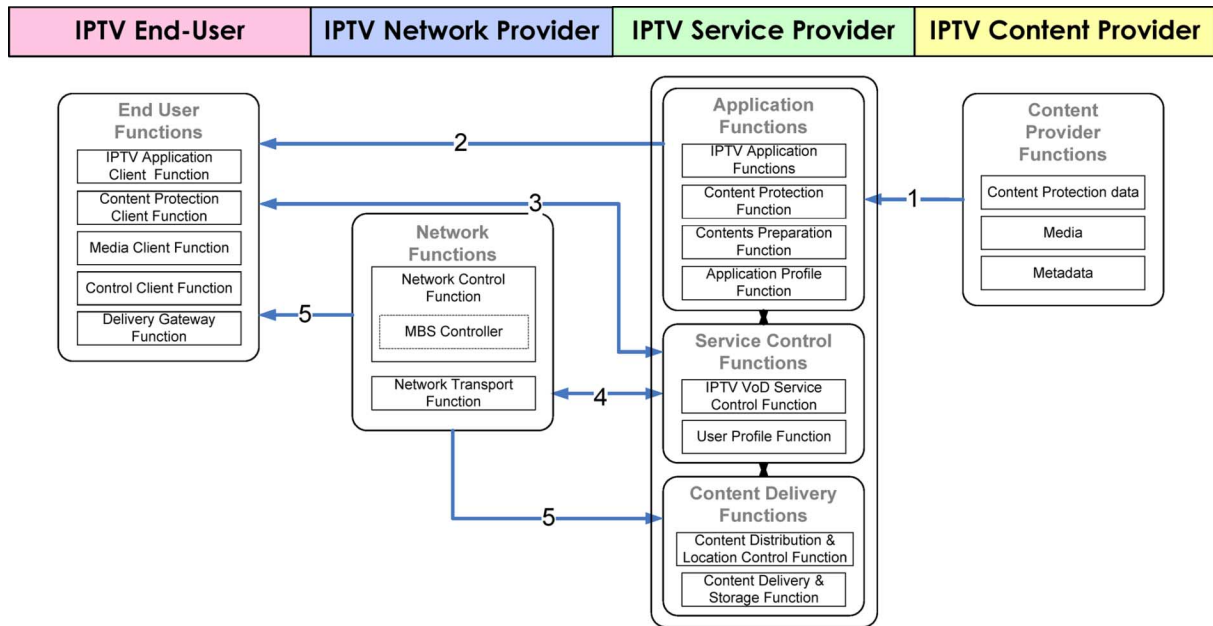 IPTV End-User
IPTV Network Provider
IPTV Service Provider
IPTV Content Provider
End User
Functions
IPTV Application
Client Function
Content Protection
Client Function
Media Client Function
Control Client Function
Delivery Gateway
Function
2
3
5
Network
Functions
Network Control
Function
MBS Controller
Network Transport
Function
4
5
Application
Functions
IPTV Application
Functions
Content Protection
Function
Contents Preparation
Function
Application Profile
Function
Service Control
Functions
IPTV VoD Service
Control Function
User Profile Function
Content Delivery
Functions
Content Distribution &
Location Control Function
Content Delivery &
Storage Function
1
Content
Provider
Functions
Content Protection data
Media
Metadata